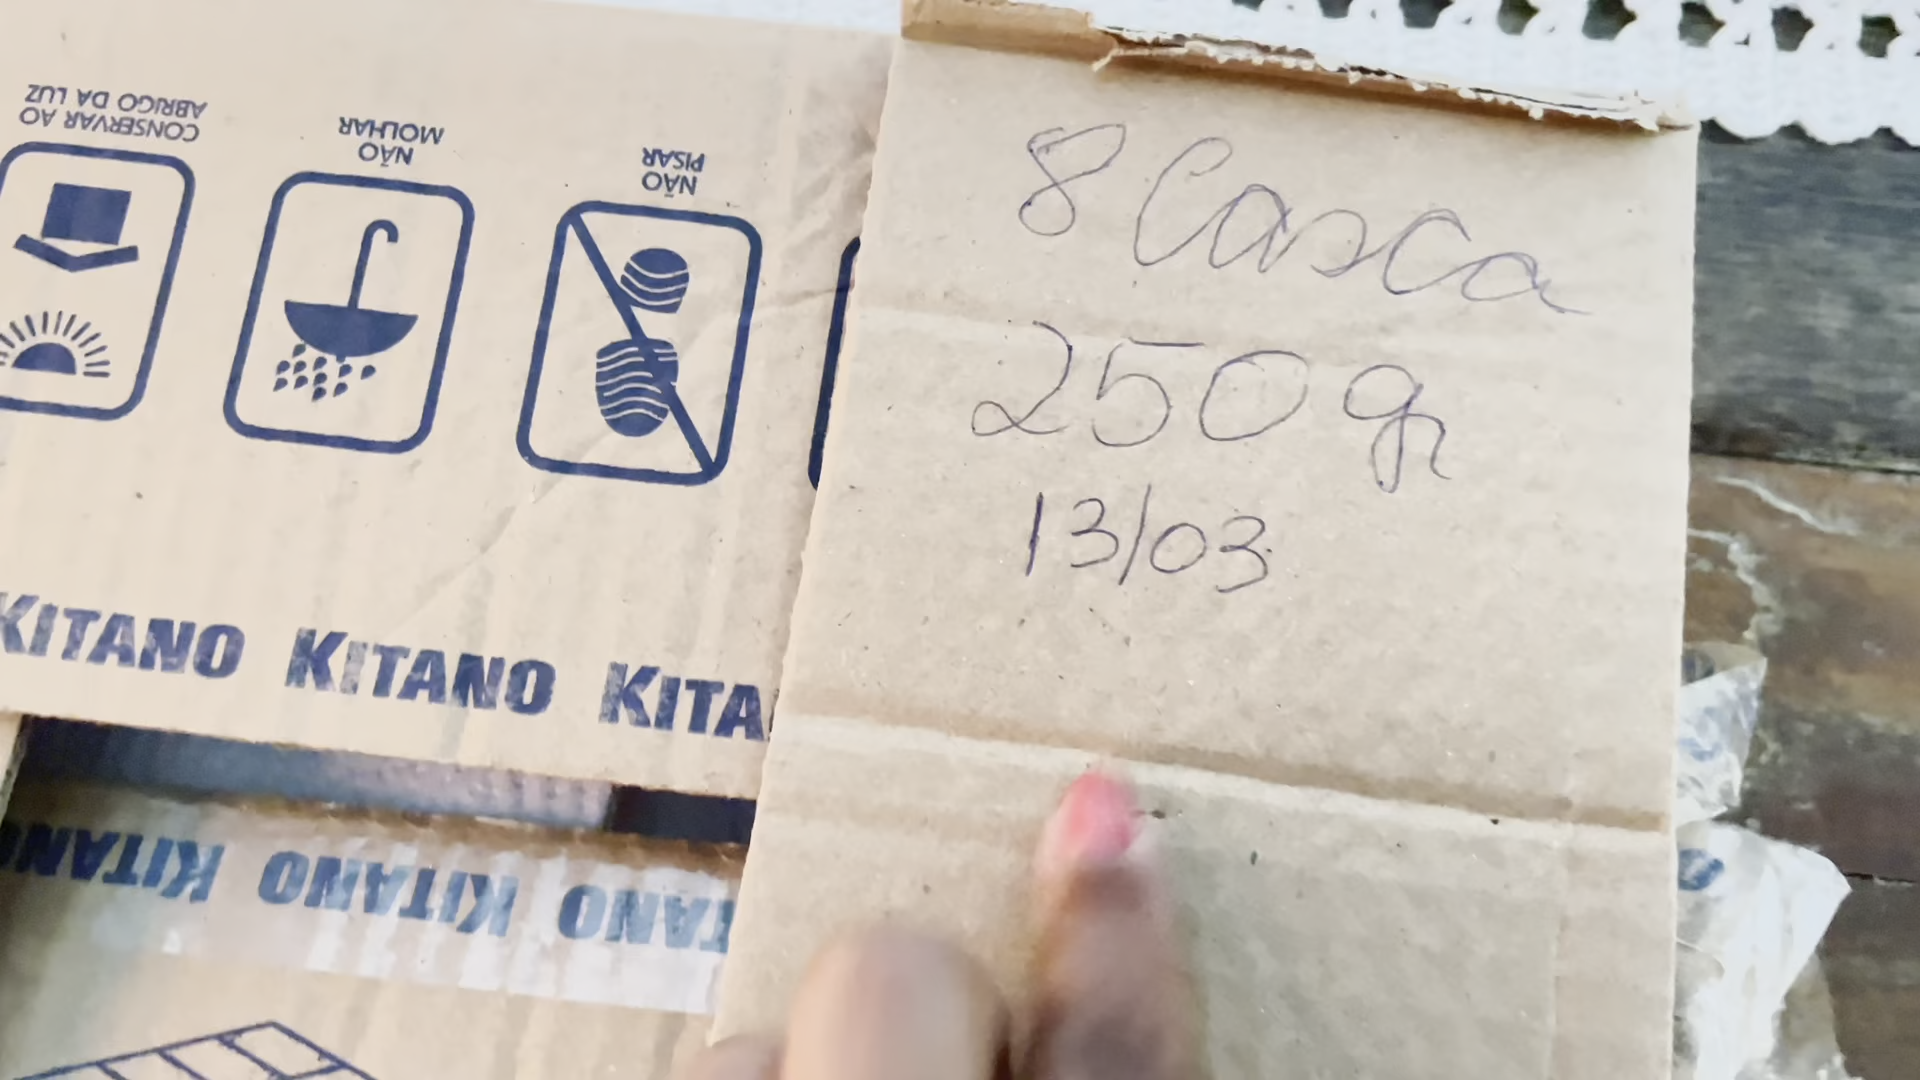 CONSERVAR AO
ABRIGO DA LUZ
NÃO
MOLHAR
NÃO
PISAR
8 Casca
250 gr
13/03
KITANO KITANO KITA
KITANO KITANO TANO